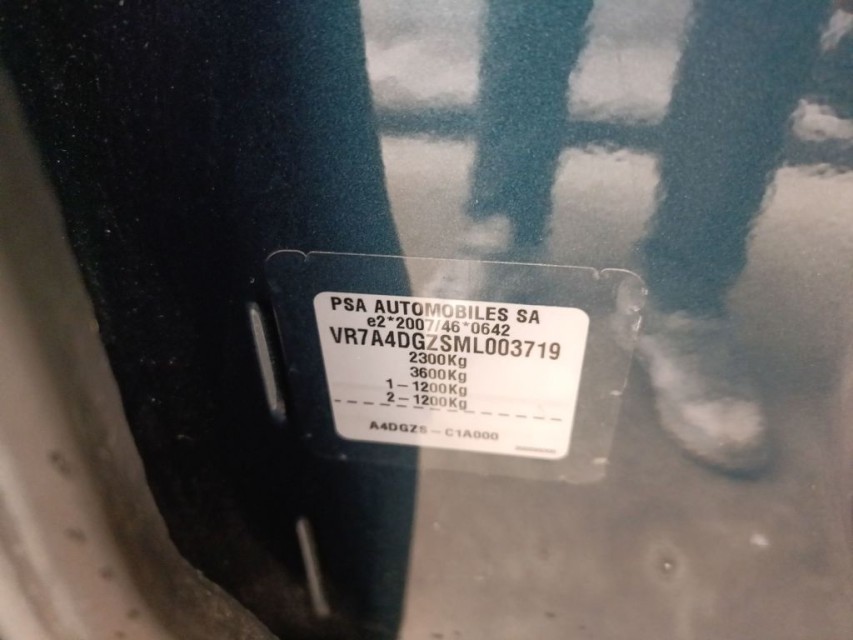 PSA AUTOMOBILES SA
e2*2007/46*0642
VR7A4DGZSML003719
2300Kg
3600Kg
1-1200Kg
2-1200Kg
A4DGZS-C1A000